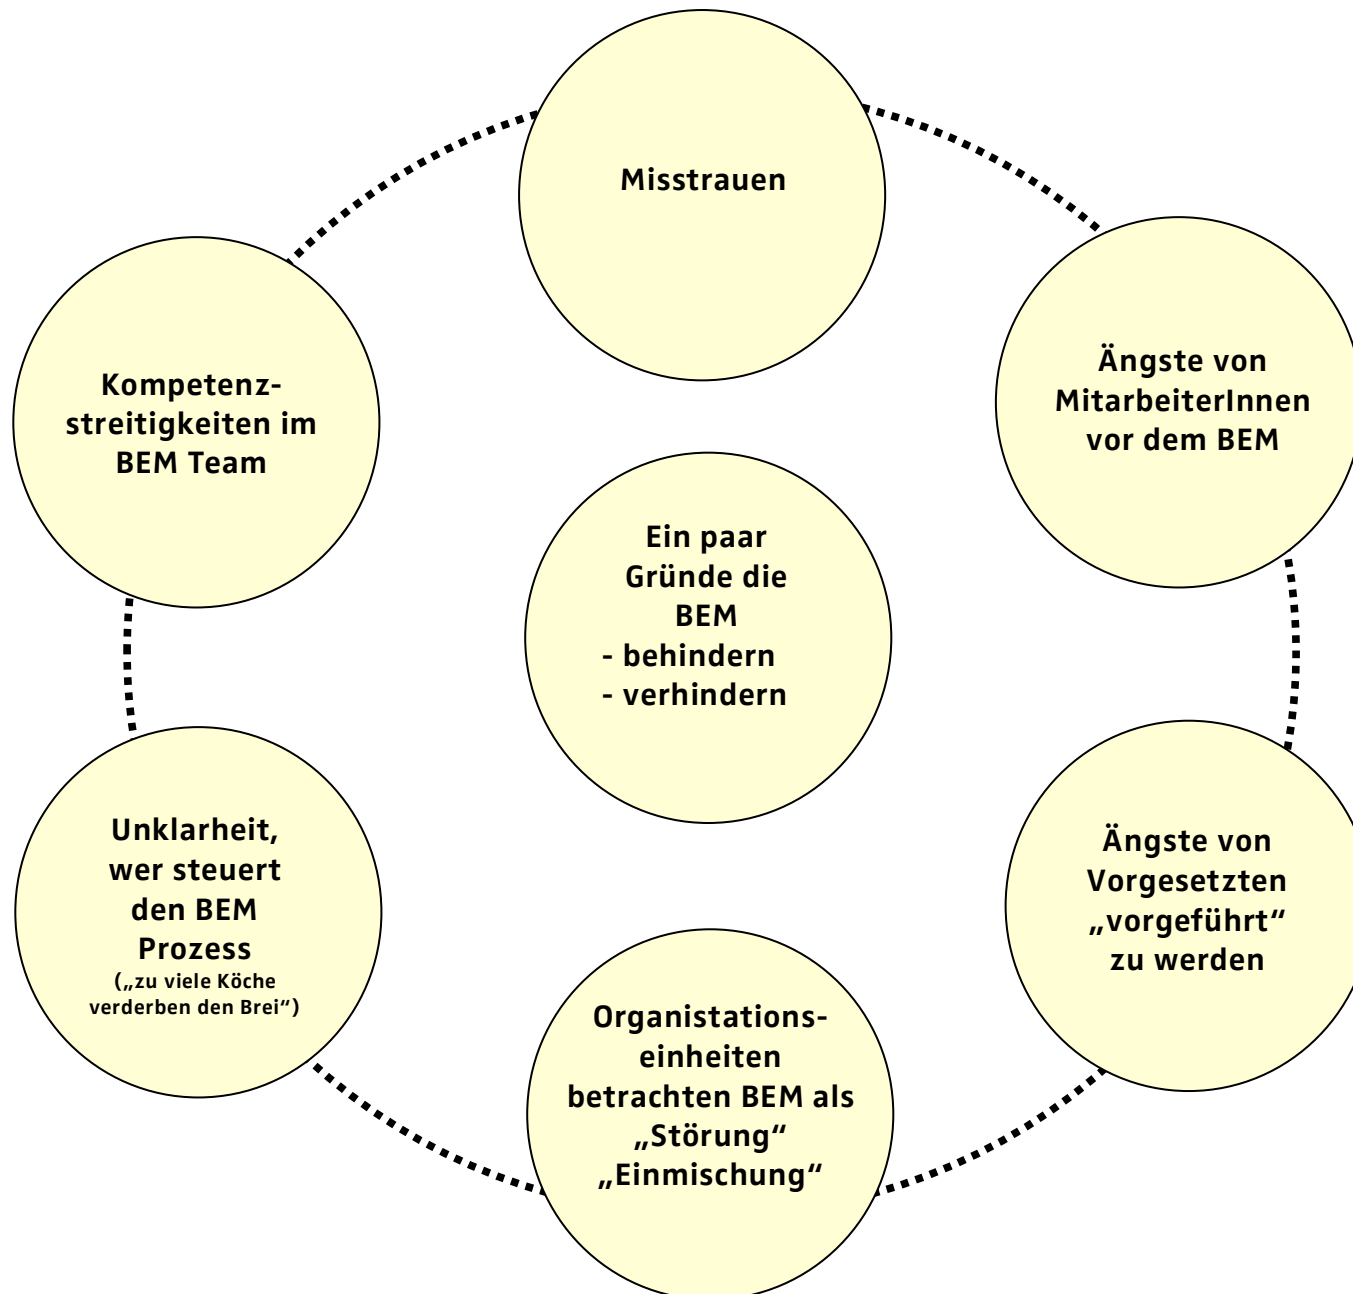 Misstrauen
Ängste von
MitarbeiterInnen
vor dem BEM
Kompetenz-
streitigkeiten im
BEM Team
Ein paar
Gründe die
BEM
- behindern
- verhindern
Unklarheit,
wer steuert
den BEM
Prozess
(„zu viele Köche
verderben den Brei“)
Ängste von
Vorgesetzten
„vorgeführt“
zu werden
Organistations-
einheiten
betrachten BEM als
„Störung“
„Einmischung“